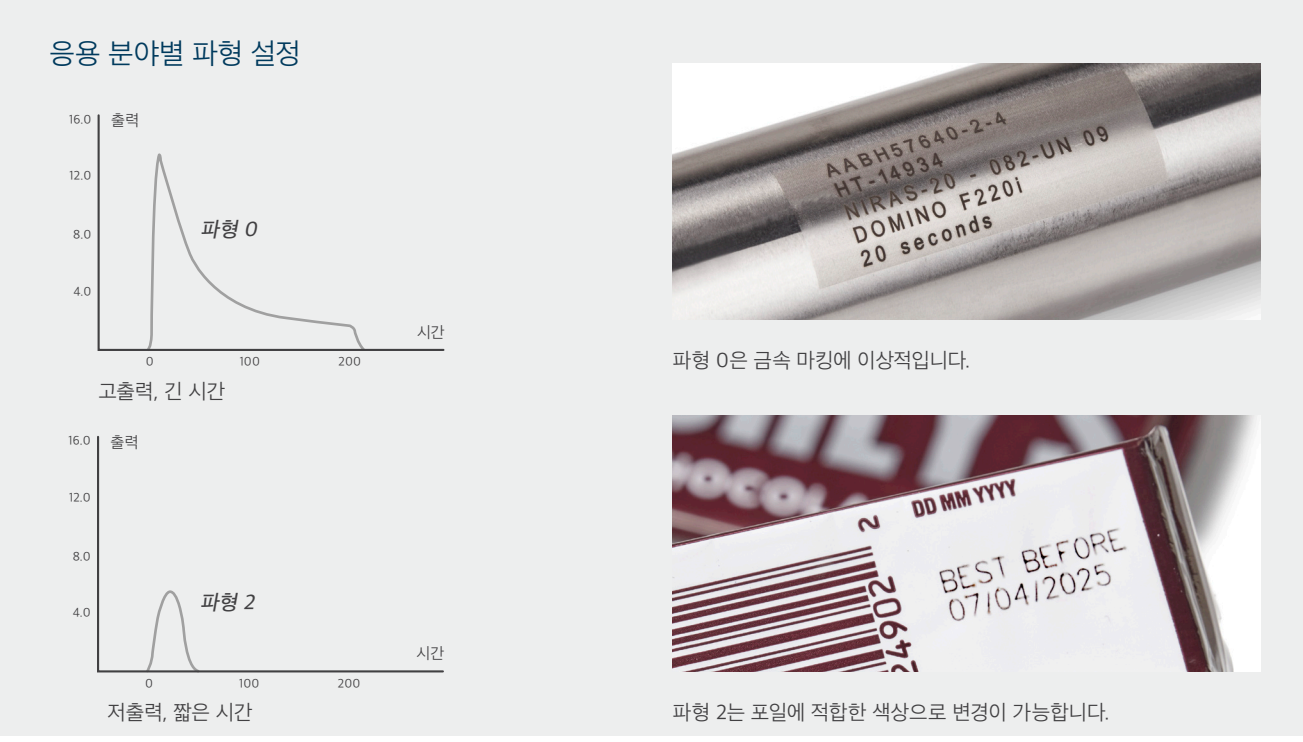 응용 분야별 파형 설정
16.0
출력
12.0
8.0
4.0
파형 0
시간
0 100 200
고출력, 긴 시간
AABH57640-2-4
HT-14934
NIRAS-20 - 082-UN 09
DOMINO F220i
20 seconds
파형 0은 금속 마킹에 이상적입니다.
16.0
출력
12.0
8.0
4.0
파형 2
시간
0 100 200
저출력, 짧은 시간
2
DD MM YYYY
BEST BEFORE
07/04/2025
24902
파형 2는 포일에 적합한 색상으로 변경이 가능합니다.